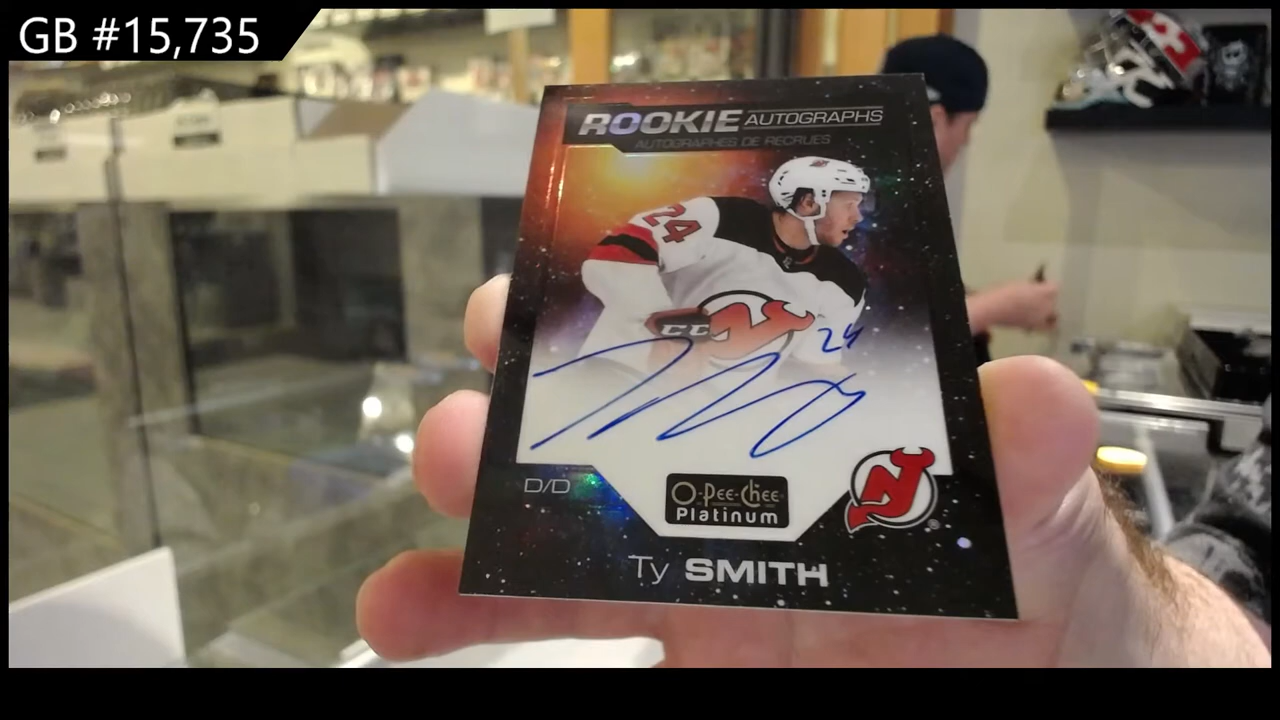 GB #15,735
ROOKIE AUTOGRAPHS
AUTOGRAPHES DE RECRUES
24
CCM
24
D/D
O-Pee-Chee
Platinum
Ty SMITH